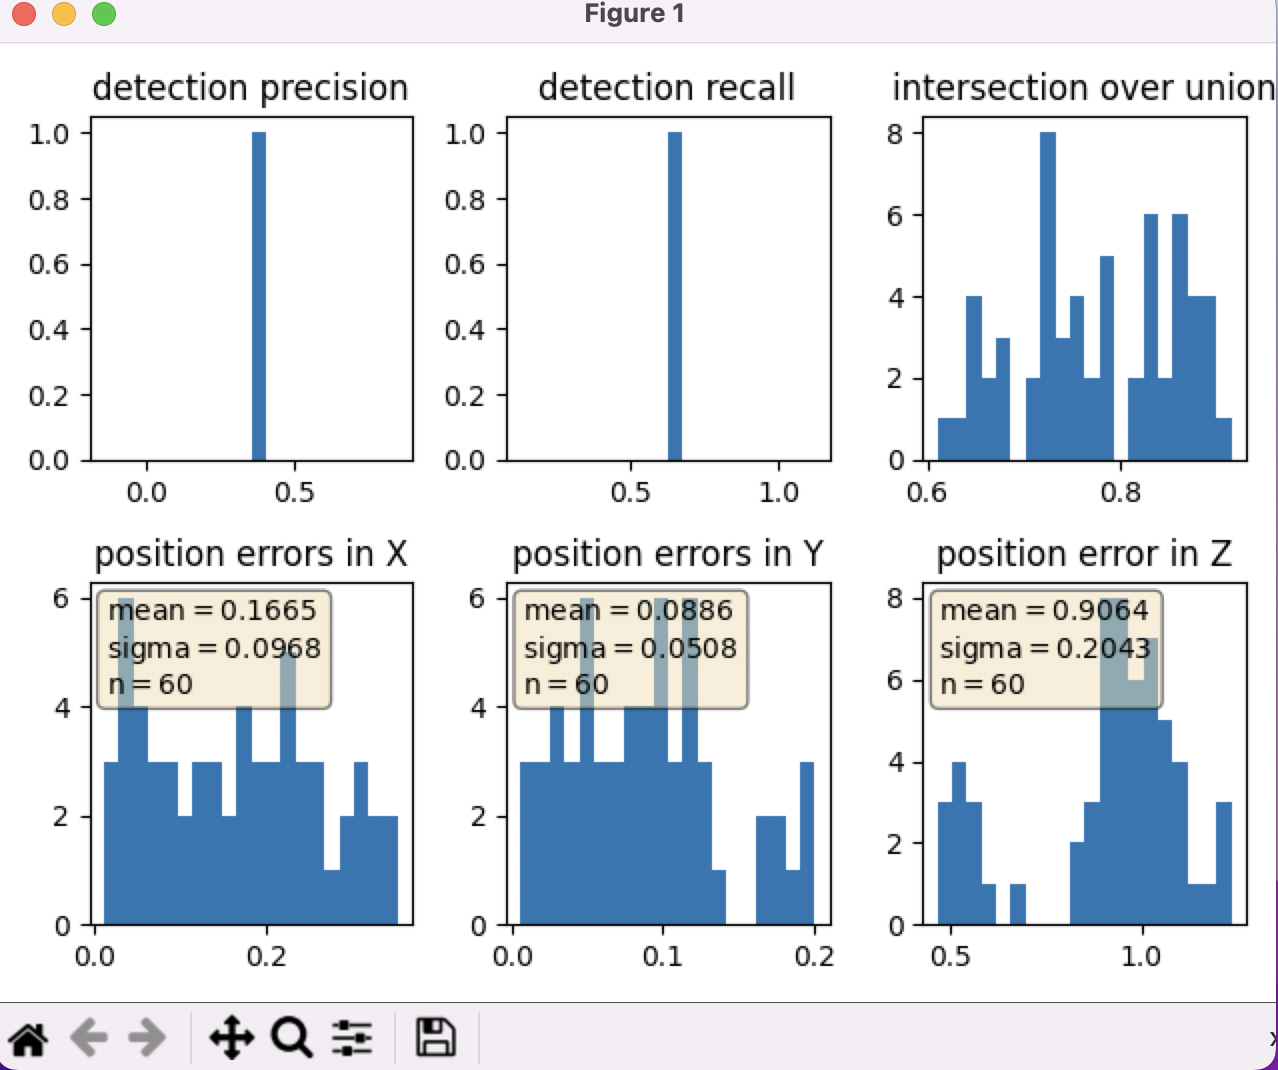 Figure 1
detection precision
detection recall
intersection over union
1.0
0.8
0.6
0.4
0.2
0.0
0.0 0.5
1.0
0.8
0.6
0.4
0.2
0.0
0.5 1.0
8
6
4
2
0
0.6 0.8
position errors in X
position errors in Y
position error in Z
6
4
2
0
mean = 0.1665
sigma = 0.0968
n = 60
0.0 0.2
6
4
2
0
mean = 0.0886
sigma = 0.0508
n = 60
0.0 0.1 0.2
8
6
4
2
0
mean = 0.9064
sigma = 0.2043
n = 60
0.5 1.0